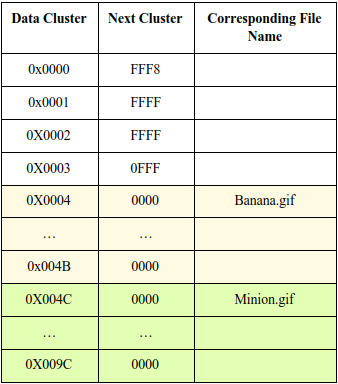 Data Cluster Next Cluster Corresponding File
Name
0x0000 FFF8
0x0001 FFFF
0X0002 FFFF
0X0003 0FFF
0X0004 0000 Banana.gif
… …
0x004B 0000
0X004C 0000 Minion.gif
… …
0X009C 0000